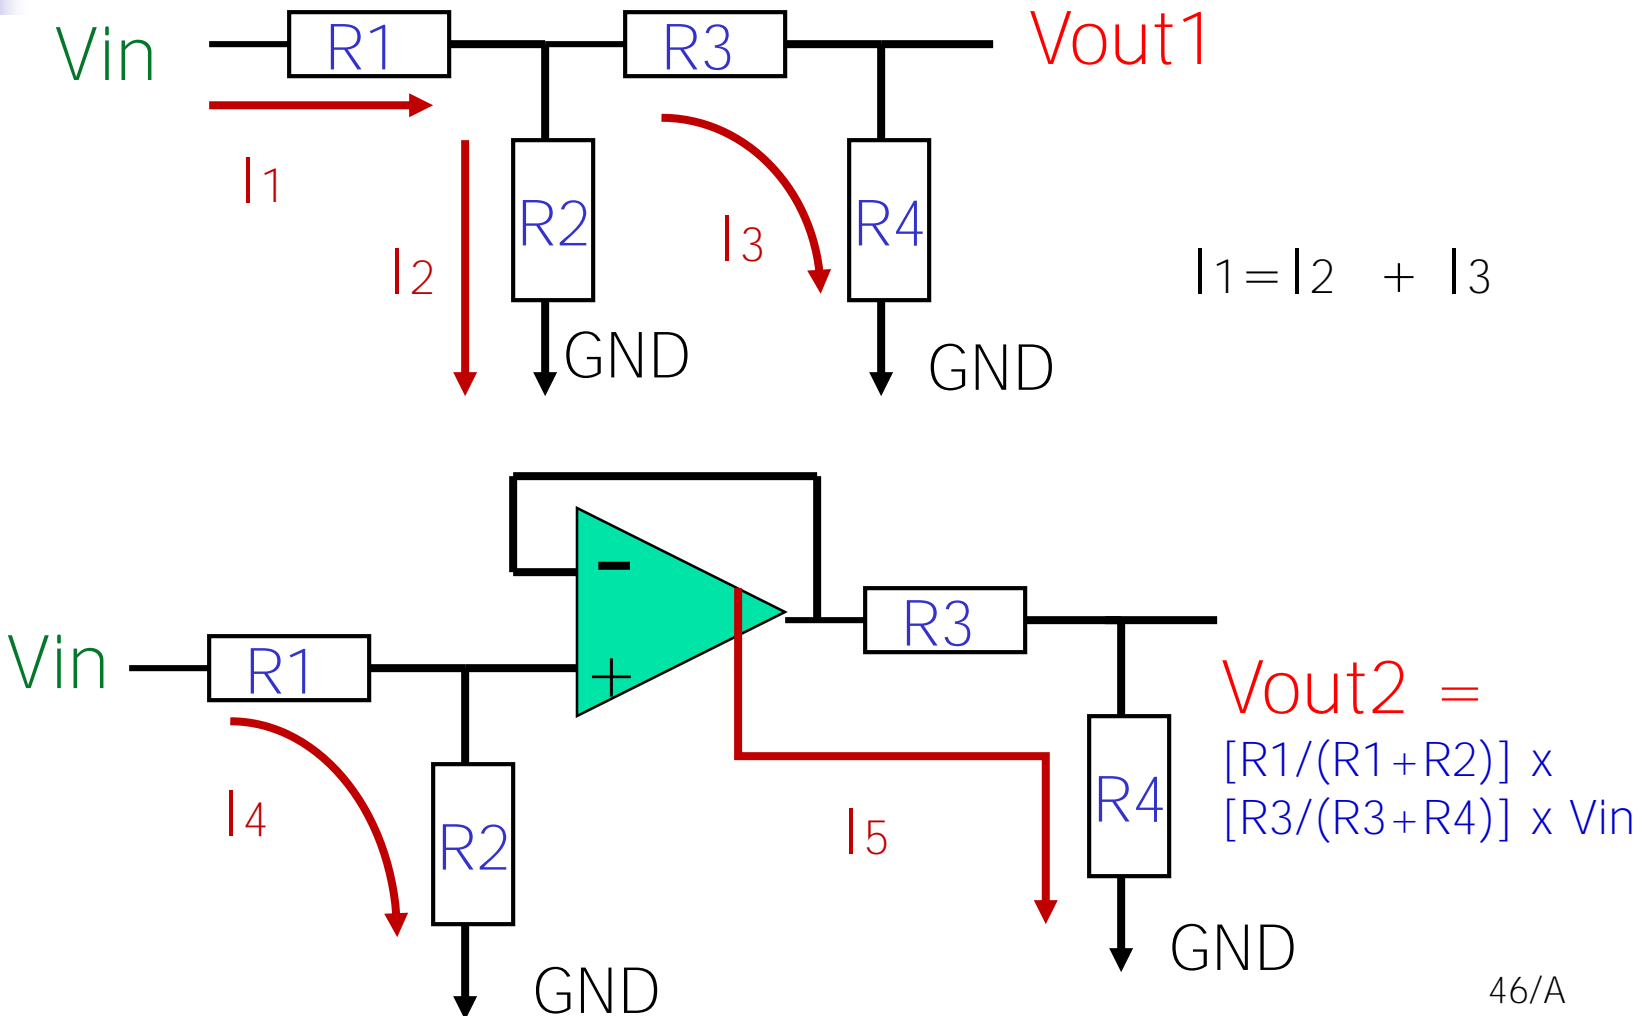 Vin
R1
R3
Vout1
I1
R2
I3
R4
I2
I1=I2 + I3
GND
GND
-
R3
Vin
R1
+
Vout2 =
[R1/(R1+R2)] x
R4
[R3/(R3+R4)] x Vin
I4
R2
I5
GND
GND
46/A